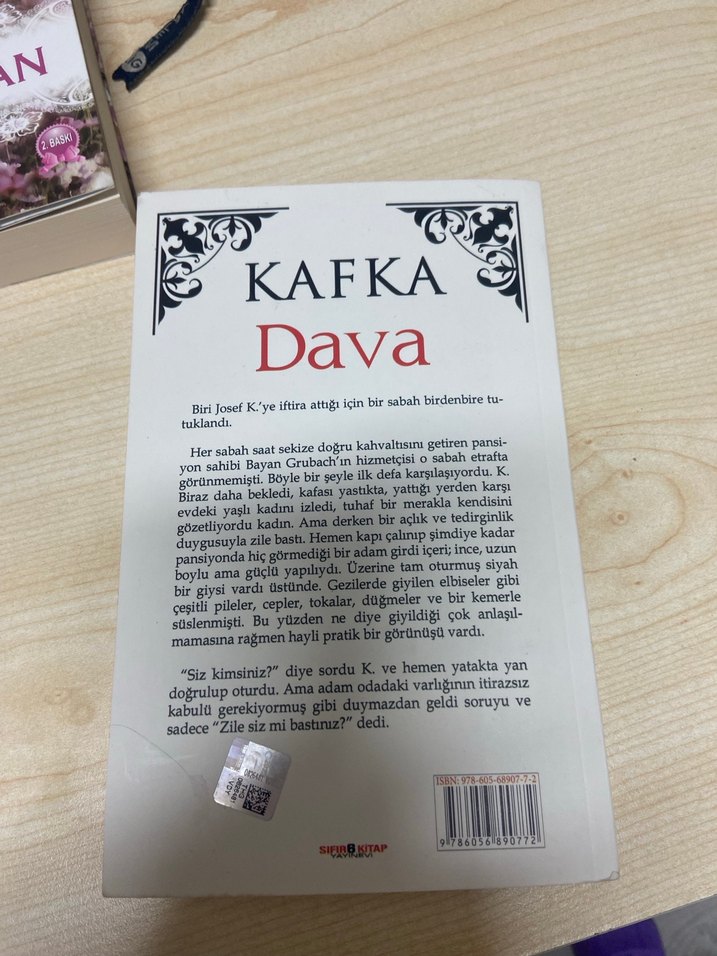 AN
2. BASKI
KAFKA
Dava
Biri Josef K.'ye iftira attığı için bir sabah birdenbire tu-
tuklandı.
Her sabah saat sekize doğru kahvaltısını getiren pansi-
yon sahibi Bayan Grubach'ın hizmetçisi o sabah etrafta
görünmemişti. Böyle bir şeyle ilk defa karşılaşıyordu. K.
Biraz daha bekledi, kafası yastıkta, yattığı yerden karşı
evdeki yaşlı kadını izledi, tuhaf bir merakla kendisini
gözetliyordu kadın. Ama derken bir açlık ve tedirginlik
duygusuyla zile bastı. Hemen kapı çalınıp şimdiye kadar
pansiyonda hiç görmediği bir adam girdi içeri; ince, uzun
boylu ama güçlü yapılıydı. Üzerine tam oturmuş siyah
bir giysi vardı üstünde. Gezilerde giyilen elbiseler gibi
çeşitli pileler, cepler, tokalar, düğmeler ve bir kemerle
süslenmişti. Bu yüzden ne diye giyildiği çok anlaşıl-
mamasına rağmen hayli pratik bir görünüşü vardı.
"Siz kimsiniz?" diye sordu K. ve hemen yatakta yan
doğrulup oturdu. Ama adam odadaki varlığının itirazsız
kabulü gerekiyormuş gibi duymazdan geldi soruyu ve
sadece "Zile siz mi bastınız?" dedi.
ISBN: 978-605-68907-7-2
9 786056 890772
SIFIR6 KİTAP
YAYINEVİ